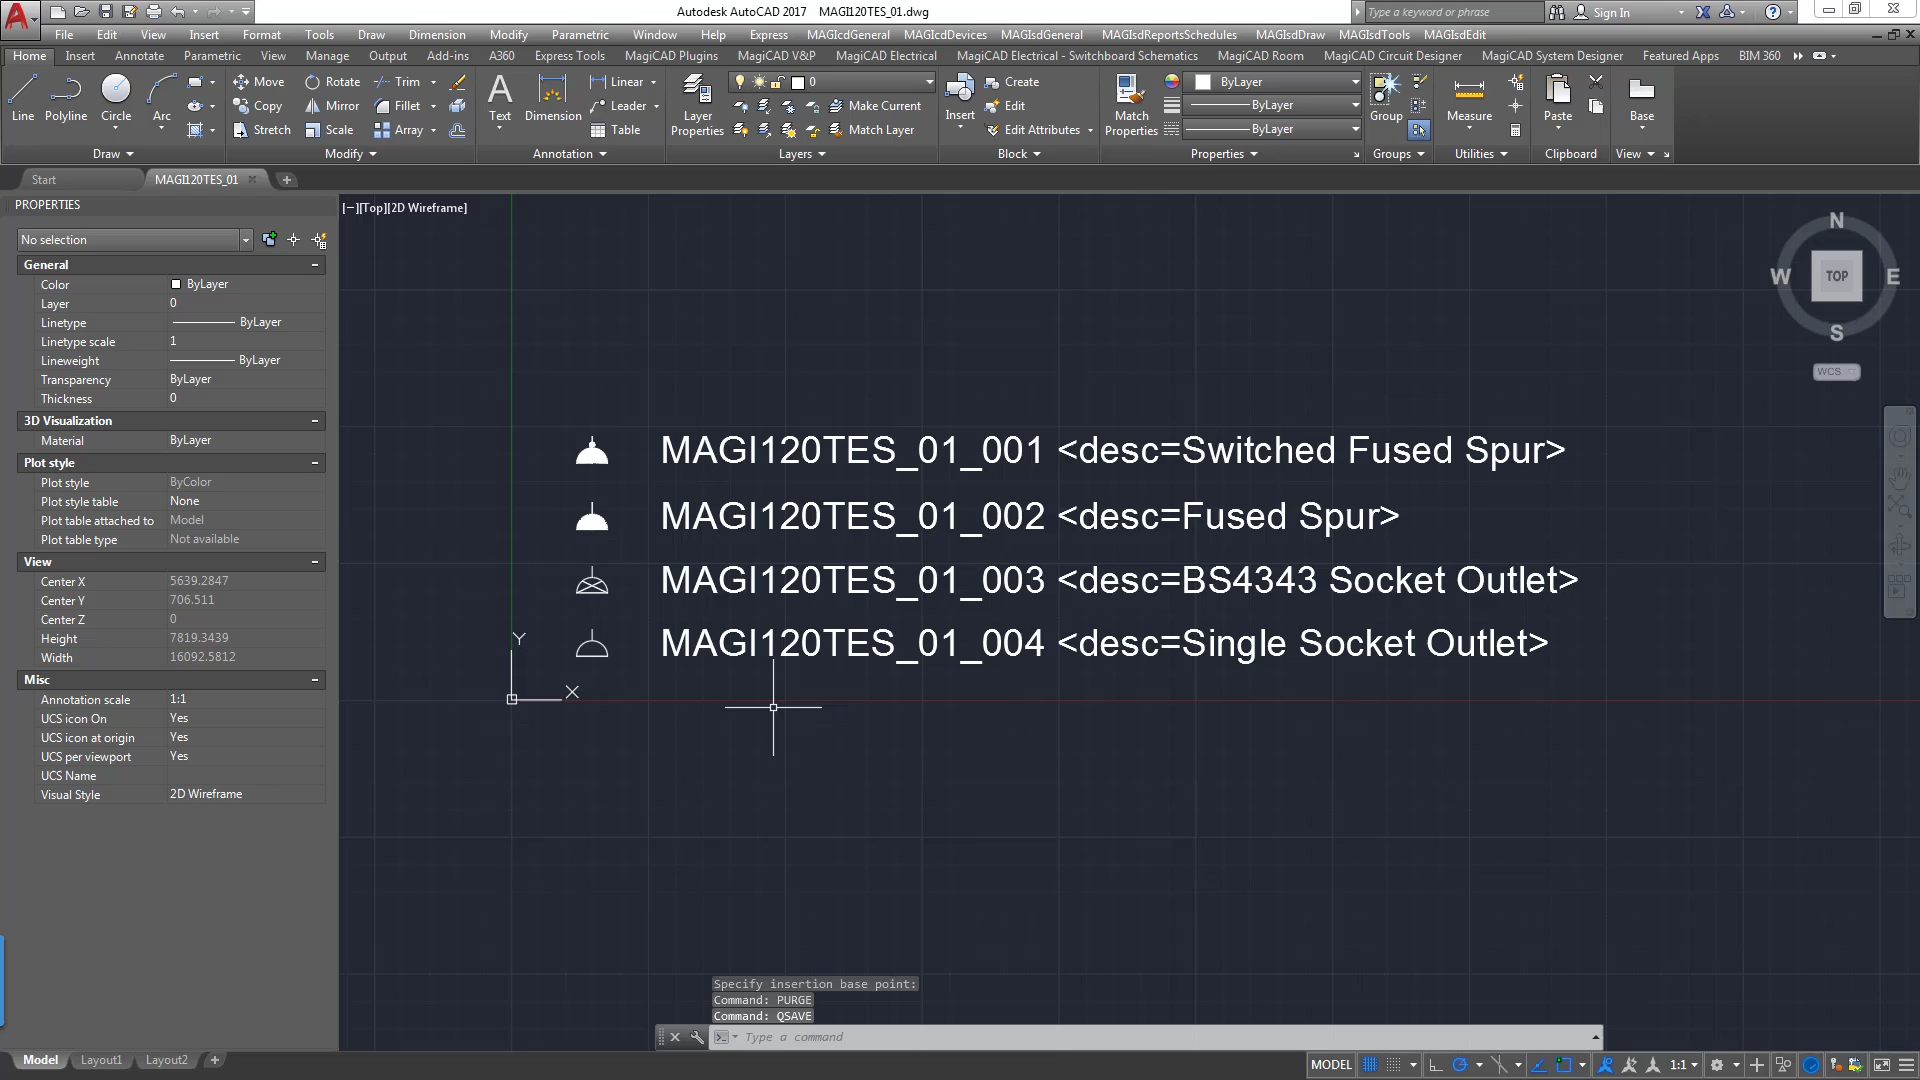 Autodesk AutoCAD 2017 MAGI120TES_01.dwg
Type a keyword or phrase
Sign In
File Edit View Insert Format Tools Draw Dimension Modify Parametric Window Help Express MAGIcdGeneral MAGIcdDevices MAGIsdGeneral MAGIsdReportsSchedules MAGIsdDraw MAGIsdTools MAGIsdEdit
Home Insert Annotate Parametric View Manage Output Add-ins A360 Express Tools MagiCAD Plugins MagiCAD V&P MagiCAD Electrical MagiCAD Electrical - Switchboard Schematics MagiCAD Room MagiCAD Circuit Designer MagiCAD System Designer Featured Apps BIM 360
Line Polyline Circle Arc
Move Rotate Trim
Copy Mirror Fillet
Stretch Scale Array
Text Dimension
Linear
Leader
Table
Layer Properties
0
Make Current
Match Layer
Insert
Create
Edit
Edit Attributes
Match Properties
ByLayer
ByLayer
ByLayer
Group
Measure
Paste
Base
Draw Modify Annotation Layers Block Properties Groups Utilities Clipboard View
Start MAGI120TES_01
PROPERTIES
No selection
General
Color ByLayer
Layer 0
Linetype ByLayer
Linetype scale 1
Lineweight ByLayer
Transparency ByLayer
Thickness 0
3D Visualization
Material ByLayer
Plot style
Plot style ByColor
Plot style table None
Plot table attached to Model
Plot table type Not available
View
Center X 5639.2847
Center Y 706.511
Center Z 0
Height 7819.3439
Width 16092.5812
Misc
Annotation scale 1:1
UCS icon On Yes
UCS icon at origin Yes
UCS per viewport Yes
UCS Name
Visual Style 2D Wireframe
[−][Top][2D Wireframe]
N
W TOP E
S
WCS
MAGI120TES_01_001 <desc=Switched Fused Spur>
MAGI120TES_01_002 <desc=Fused Spur>
MAGI120TES_01_003 <desc=BS4343 Socket Outlet>
MAGI120TES_01_004 <desc=Single Socket Outlet>
Y
X
Specify insertion base point:
Command: PURGE
Command: QSAVE
Type a command
Model Layout1 Layout2
MODEL 1:1